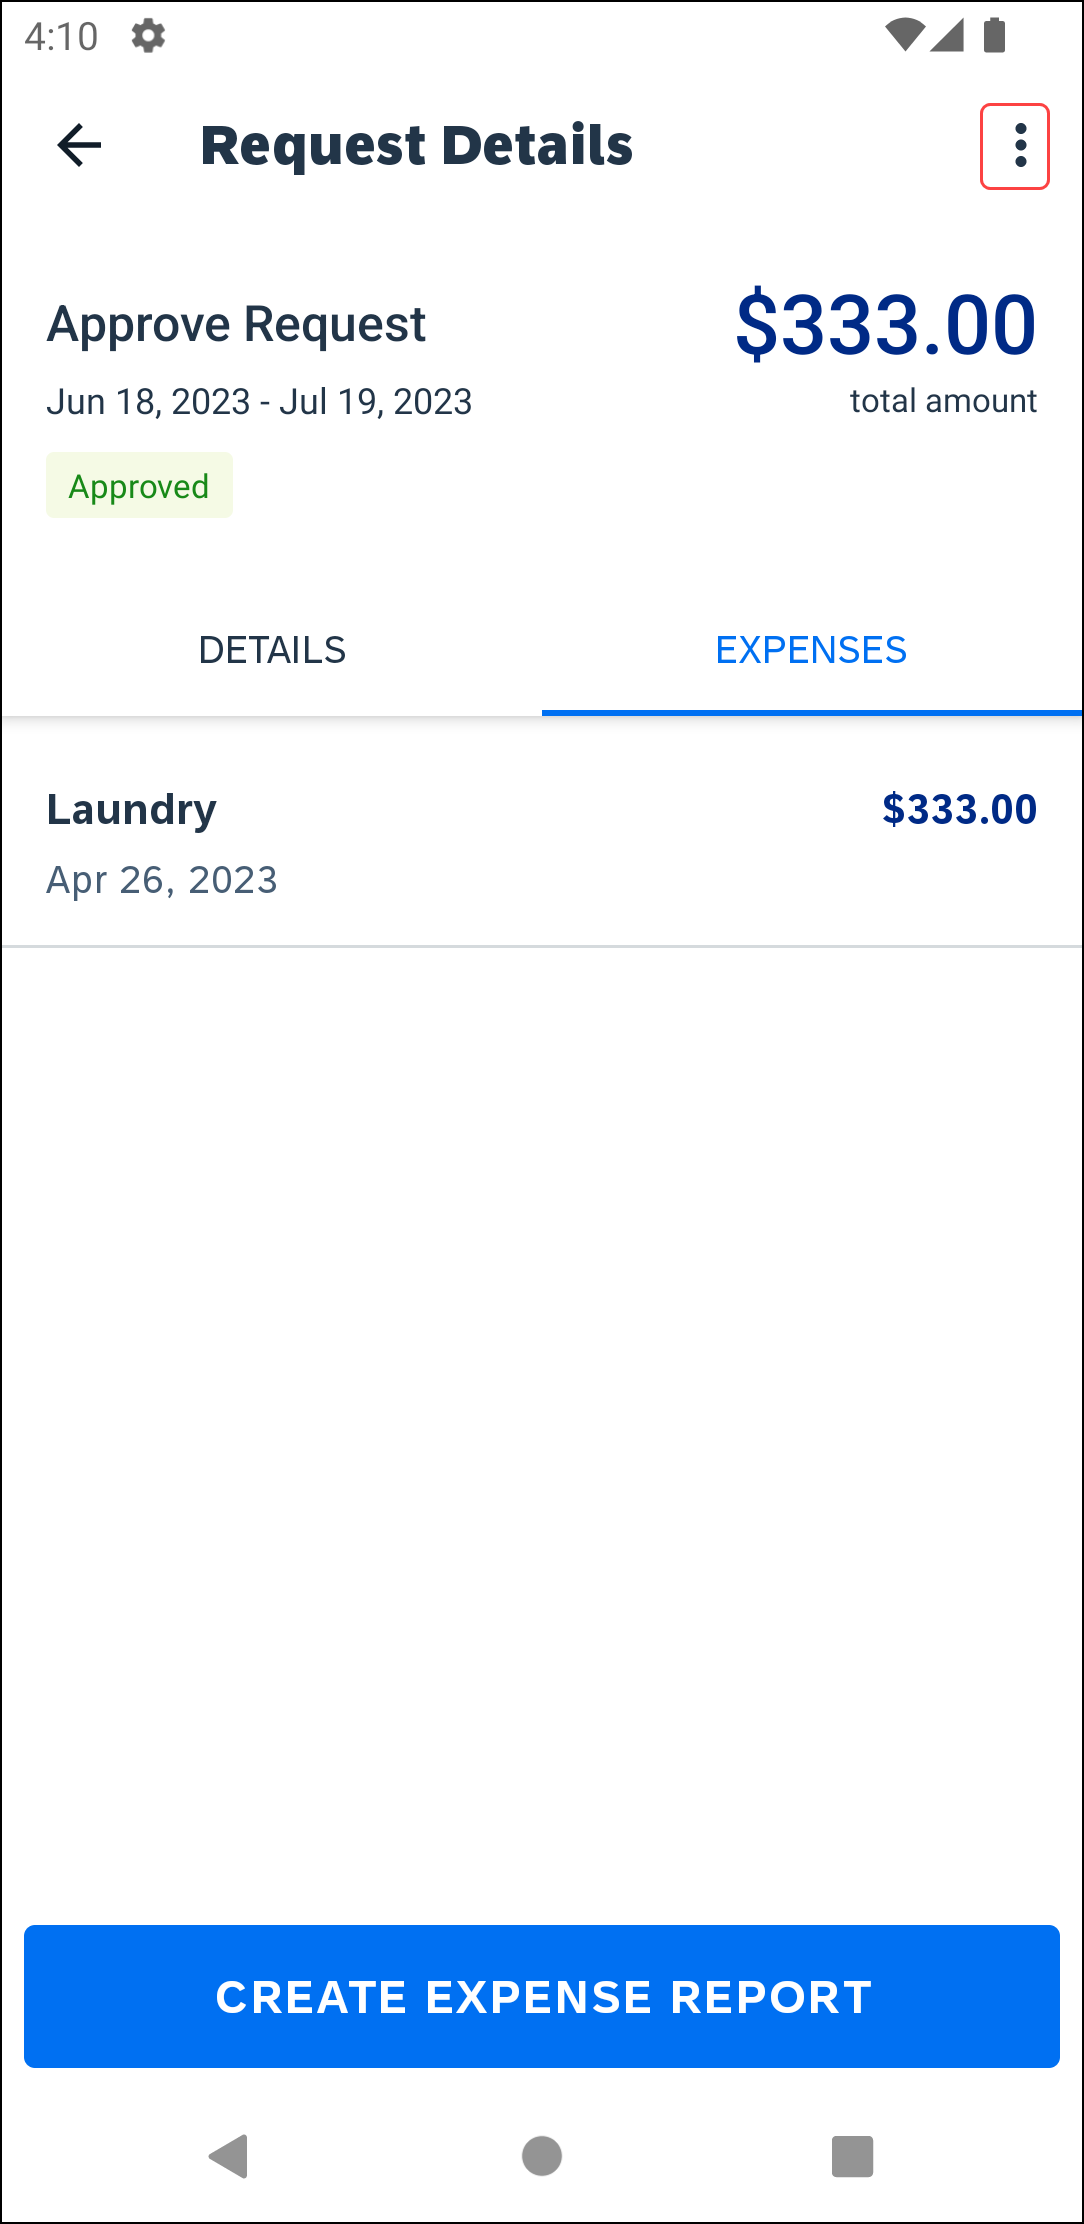 4:10
Request Details
Approve Request
$333.00
Jun 18, 2023 - Jul 19, 2023
total amount
Approved
DETAILS
EXPENSES
Laundry
$333.00
Apr 26, 2023
CREATE EXPENSE REPORT